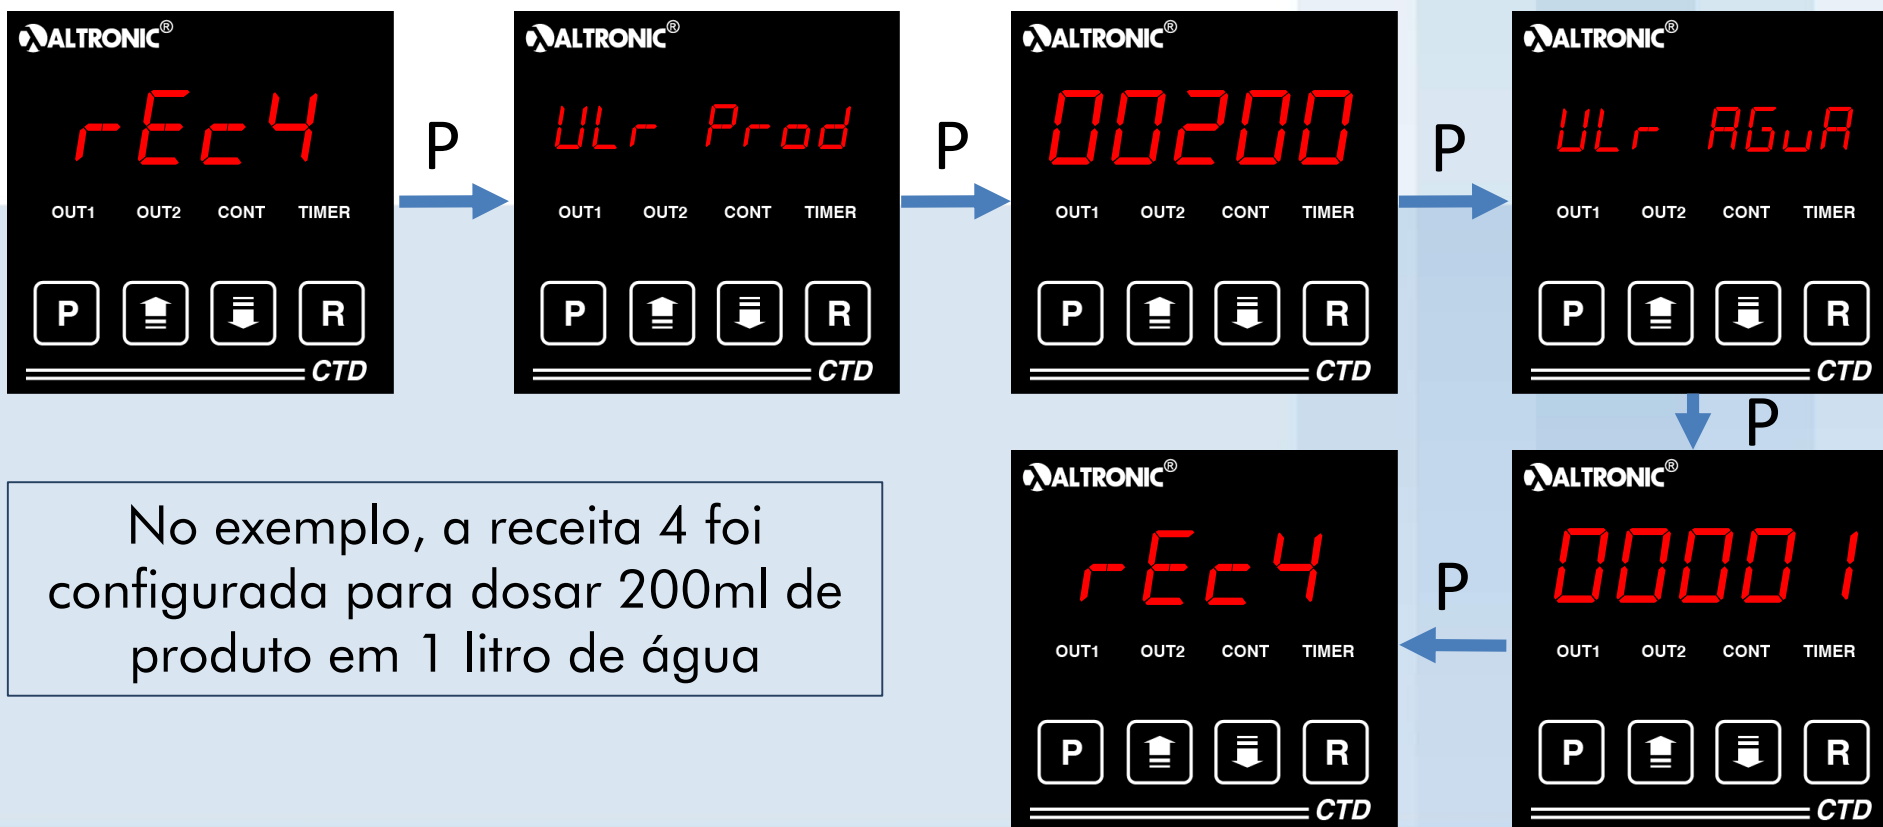 ALTRONIC®
rEc4
OUT1 OUT2 CONT TIMER
P R
CTD
P
ALTRONIC®
ULr Prod
OUT1 OUT2 CONT TIMER
P R
CTD
P
ALTRONIC®
00200
OUT1 OUT2 CONT TIMER
P R
CTD
P
ALTRONIC®
ULr AGuA
OUT1 OUT2 CONT TIMER
P R
CTD
P
ALTRONIC®
00001
OUT1 OUT2 CONT TIMER
P R
CTD
P
ALTRONIC®
rEc4
OUT1 OUT2 CONT TIMER
P R
CTD
No exemplo, a receita 4 foi
configurada para dosar 200ml de
produto em 1 litro de água